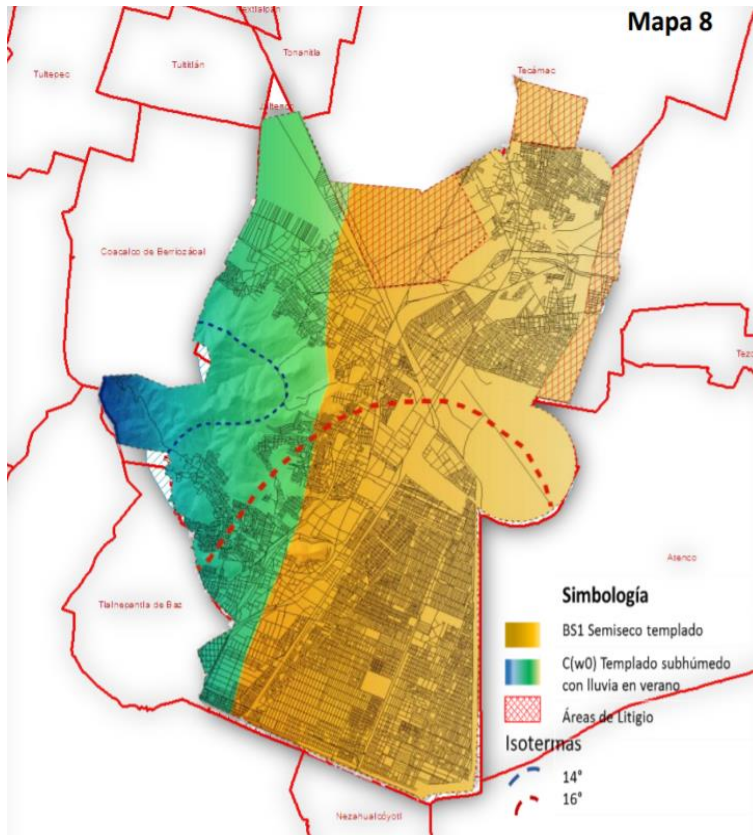 Mapa 8
Tultepec
Tultitlán
Tonanitla
Tecámac
Coacalco de Berriozábal
Tlalnepantla de Baz
Atenco
Nezahualcóyotl
Simbología
BS1 Semiseco templado
C(w0) Templado subhúmedo
con lluvia en verano
Áreas de Litigio
Isotermas
14°
16°